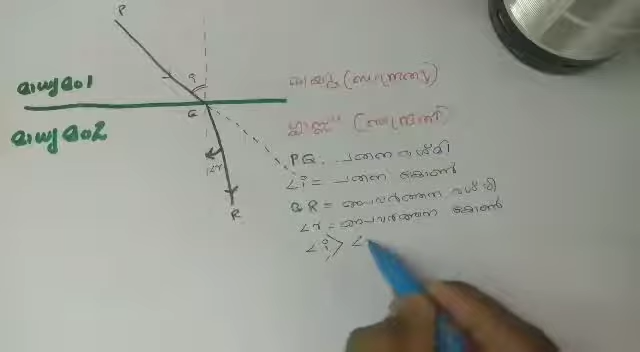 P
മാധ്യമം1
i
Q
മാധ്യമം2
∠r
R
PQ = പതന രശ്മി
∠i = പതന കോൺ
QR = അപവർത്തന രശ്മി
∠r = അപവർത്തന കോൺ
∠i > ∠